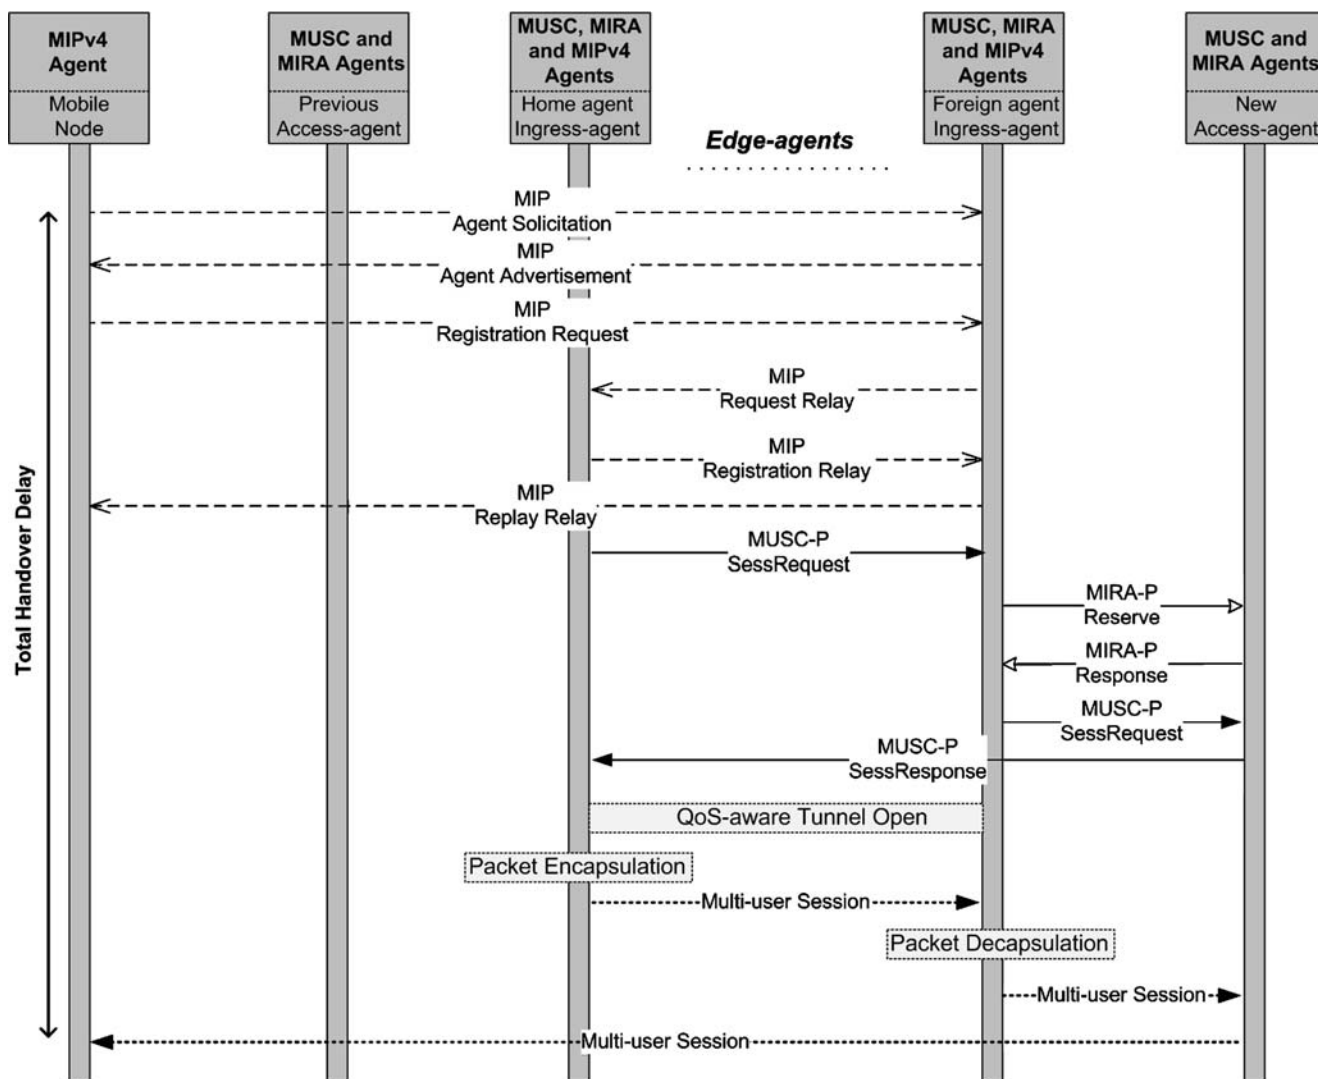 MIPv4
Agent
Mobile
Node
MUSC and
MIRA Agents
Previous
Access-agent
MUSC, MIRA
and MIPv4
Agents
Home agent
Ingress-agent
Edge-agents
MUSC, MIRA
and MIPv4
Agents
Foreign agent
Ingress-agent
MUSC and
MIRA Agents
New
Access-agent
Total Handover Delay
MIP
Agent Solicitation
MIP
Agent Advertisement
MIP
Registration Request
MIP
Request Relay
MIP
Registration Relay
MIP
Replay Relay
MUSC-P
SessRequest
MIRA-P
Reserve
MIRA-P
Response
MUSC-P
SessRequest
MUSC-P
SessResponse
QoS-aware Tunnel Open
Packet Encapsulation
Multi-user Session
Packet Decapsulation
Multi-user Session
Multi-user Session